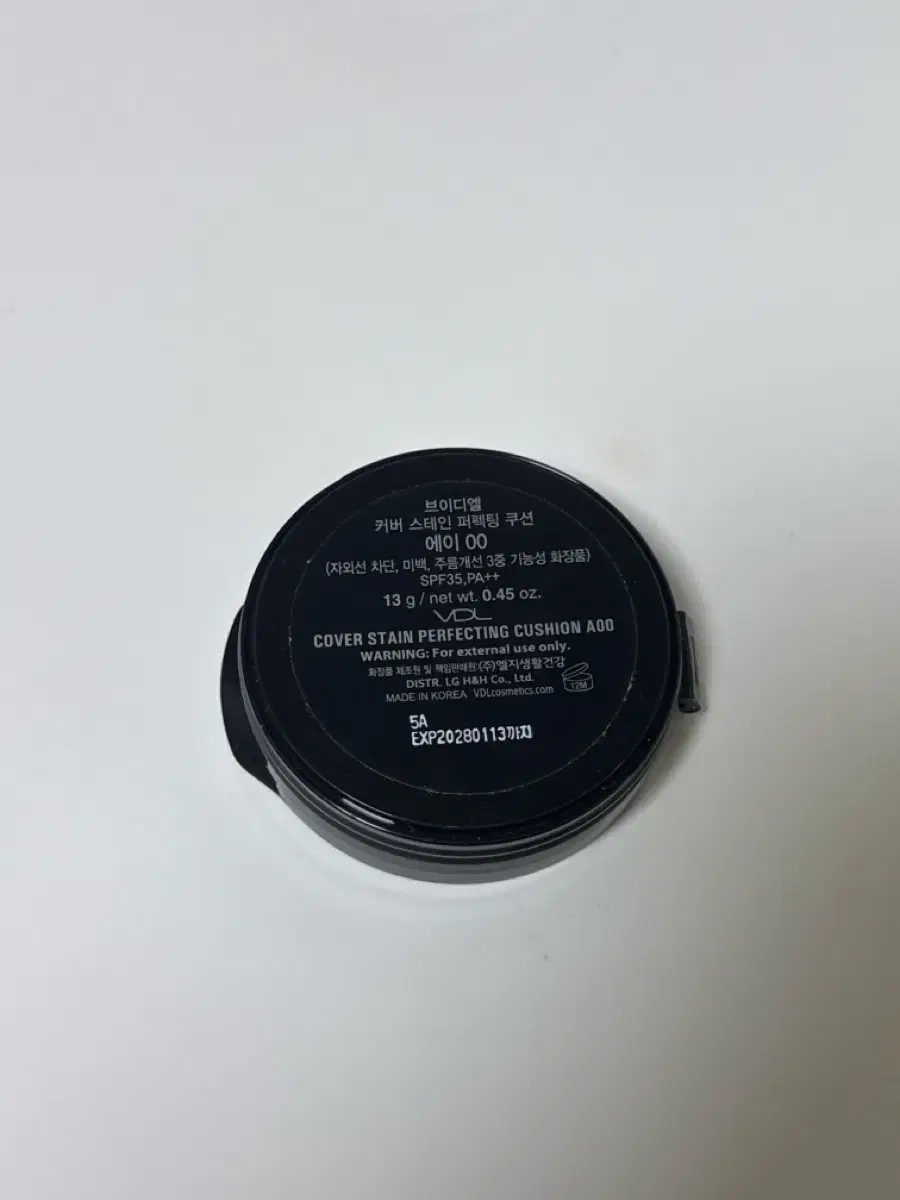 브이디엘
커버 스테인 퍼펙팅 쿠션
에이 00
(자외선 차단, 미백, 주름개선 3중 기능성 화장품)
SPF35,PA++
13 g / net wt. 0.45 oz.
VDL
COVER STAIN PERFECTING CUSHION A00
WARNING: For external use only.
화장품 제조원 및 책임판매원:(주)엘지생활건강
DISTR. LG H&H Co., Ltd.
MADE IN KOREA VDLcosmetics.com
12M
5A
EXP20280113까지